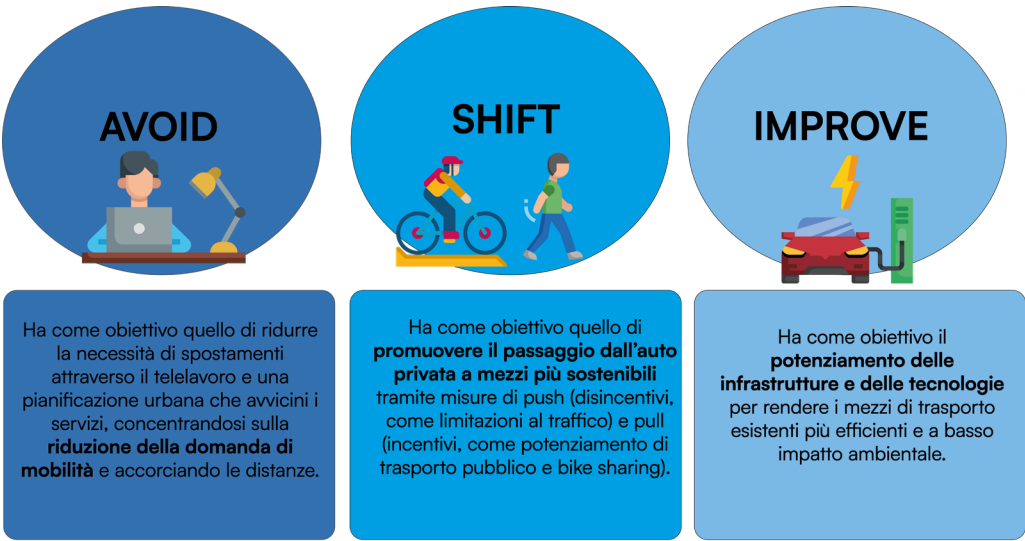 AVOID
Ha come obiettivo quello di ridurre
la necessità di spostamenti
attraverso il telelavoro e una
pianificazione urbana che avvicini i
servizi, concentrandosi sulla
riduzione della domanda di
mobilità e accorciando le distanze.
SHIFT
Ha come obiettivo quello di
promuovere il passaggio dall'auto
privata a mezzi più sostenibili
tramite misure di push (disincentivi,
come limitazioni al traffico) e pull
(incentivi, come potenziamento di
trasporto pubblico e bike sharing).
IMPROVE
Ha come obiettivo il
potenziamento delle
infrastrutture e delle tecnologie
per rendere i mezzi di trasporto
esistenti più efficienti e a basso
impatto ambientale.